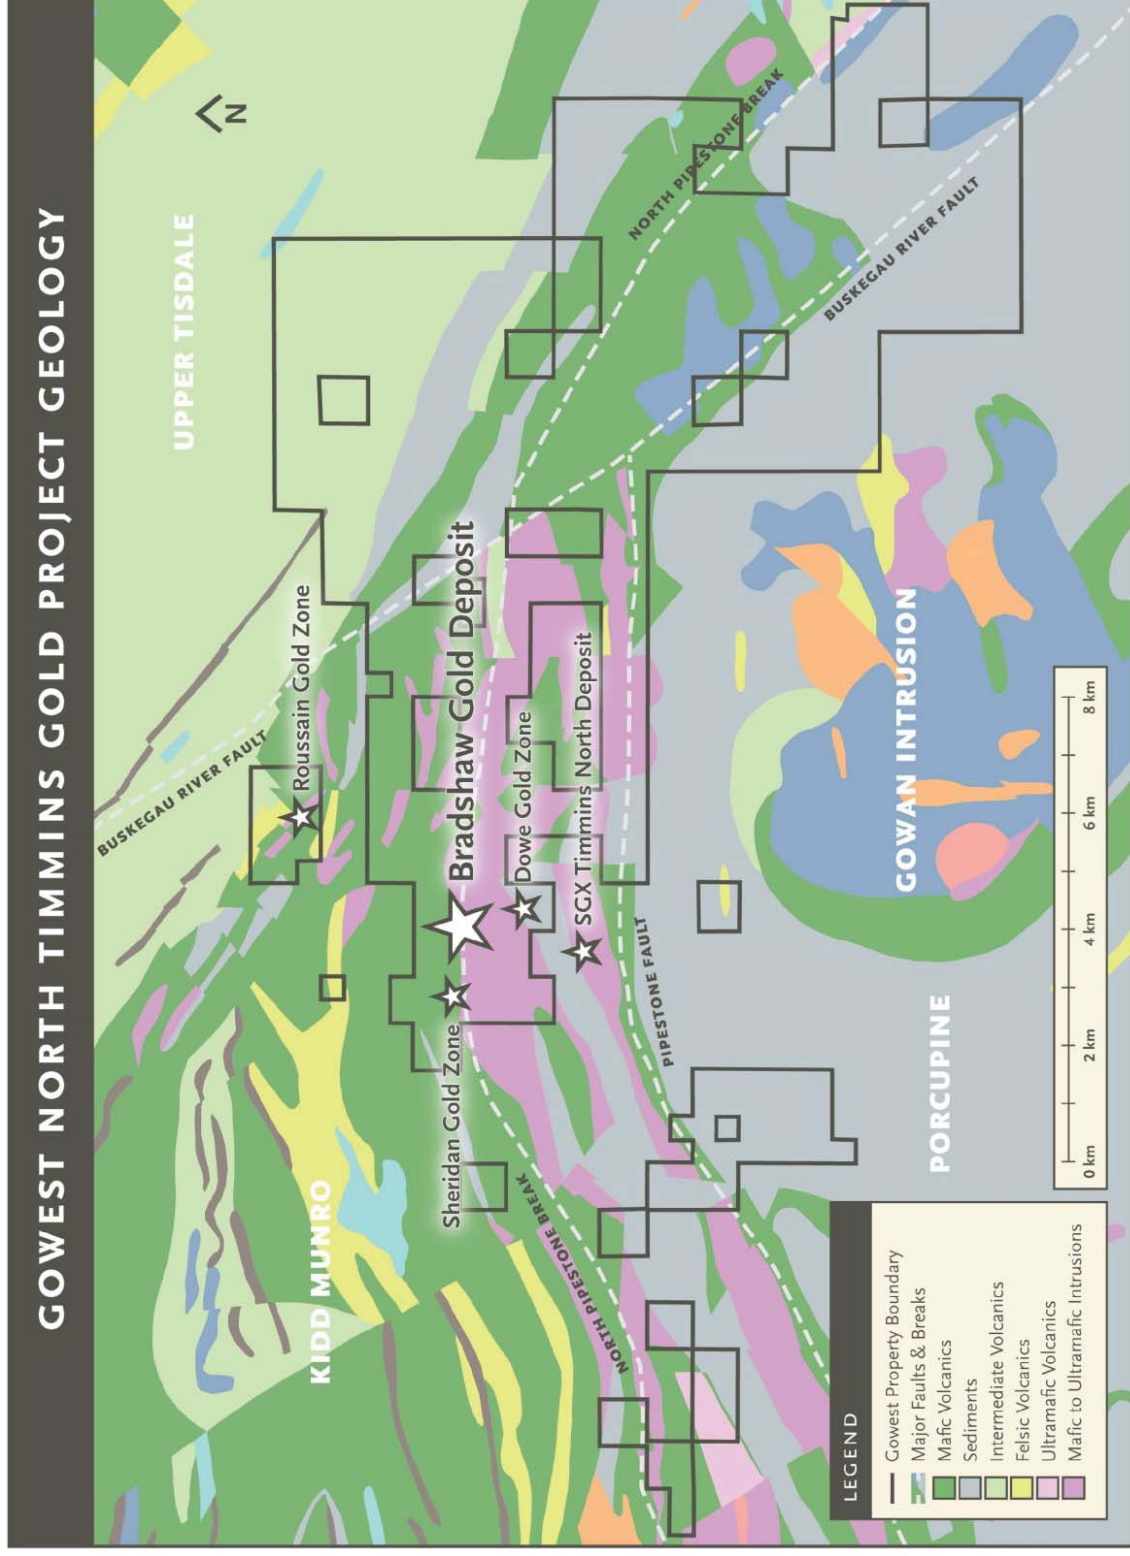 GOWEST NORTH TIMMINS GOLD PROJECT GEOLOGY
N
UPPER TISDALE
KIDD MUNRO
BUSKEGAU RIVER FAULT
Roussain Gold Zone
Bradshaw Gold Deposit
Sheridan Gold Zone
Dowe Gold Zone
SGX Timmins North Deposit
NORTH PIPESTONE BREAK
NORTH PIPESTONE BREAK
PIPESTONE FAULT
BUSKEGAU RIVER FAULT
PORCUPINE
GOWAN INTRUSION
LEGEND
Gowest Property Boundary
Major Faults & Breaks
Mafic Volcanics
Sediments
Intermediate Volcanics
Felsic Volcanics
Ultramafic Volcanics
Mafic to Ultramafic Intrusions
0 km 2 km 4 km 6 km 8 km